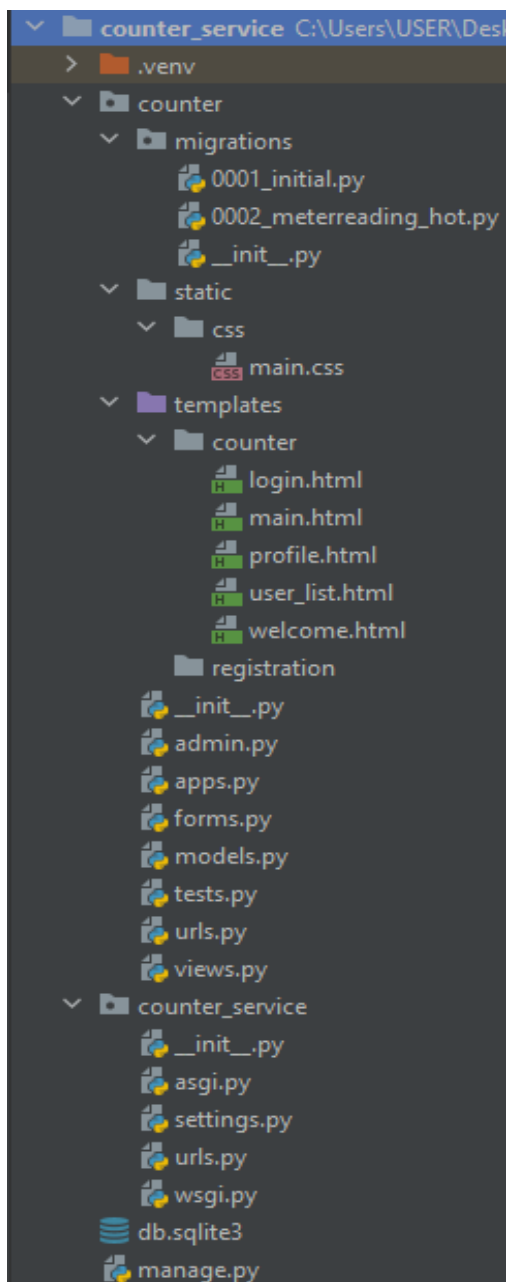 counter_service C:\Users\USER\Desk
.venv
counter
migrations
0001_initial.py
0002_meterreading_hot.py
__init__.py
static
css
main.css
templates
counter
login.html
main.html
profile.html
user_list.html
welcome.html
registration
__init__.py
admin.py
apps.py
forms.py
models.py
tests.py
urls.py
views.py
counter_service
__init__.py
asgi.py
settings.py
urls.py
wsgi.py
db.sqlite3
manage.py